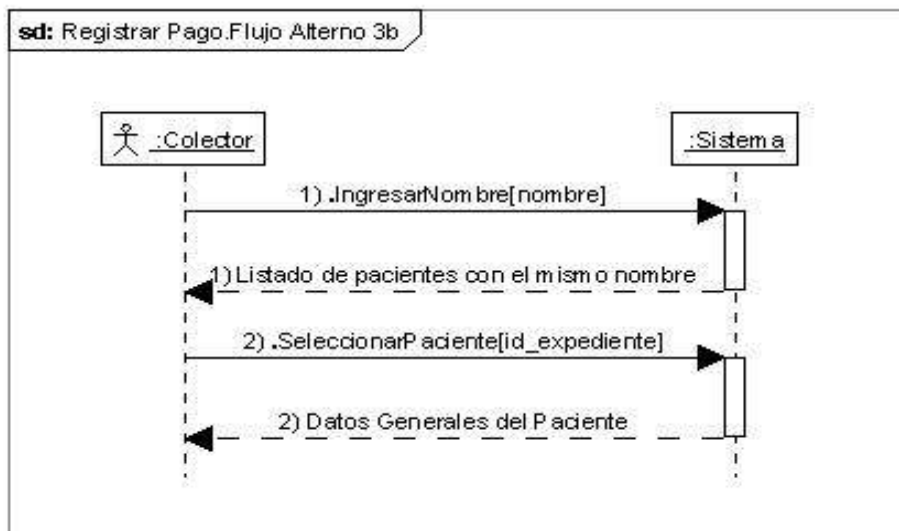 sd: Registrar Pago.Flujo Alterno 3b
:Colector
:Sistema
1) .IngresarNombre[nombre]
1)Listado de pacientes con el mismo nombre
2) .SeleccionarPaciente[id_expediente]
2) Datos Generales del Paciente